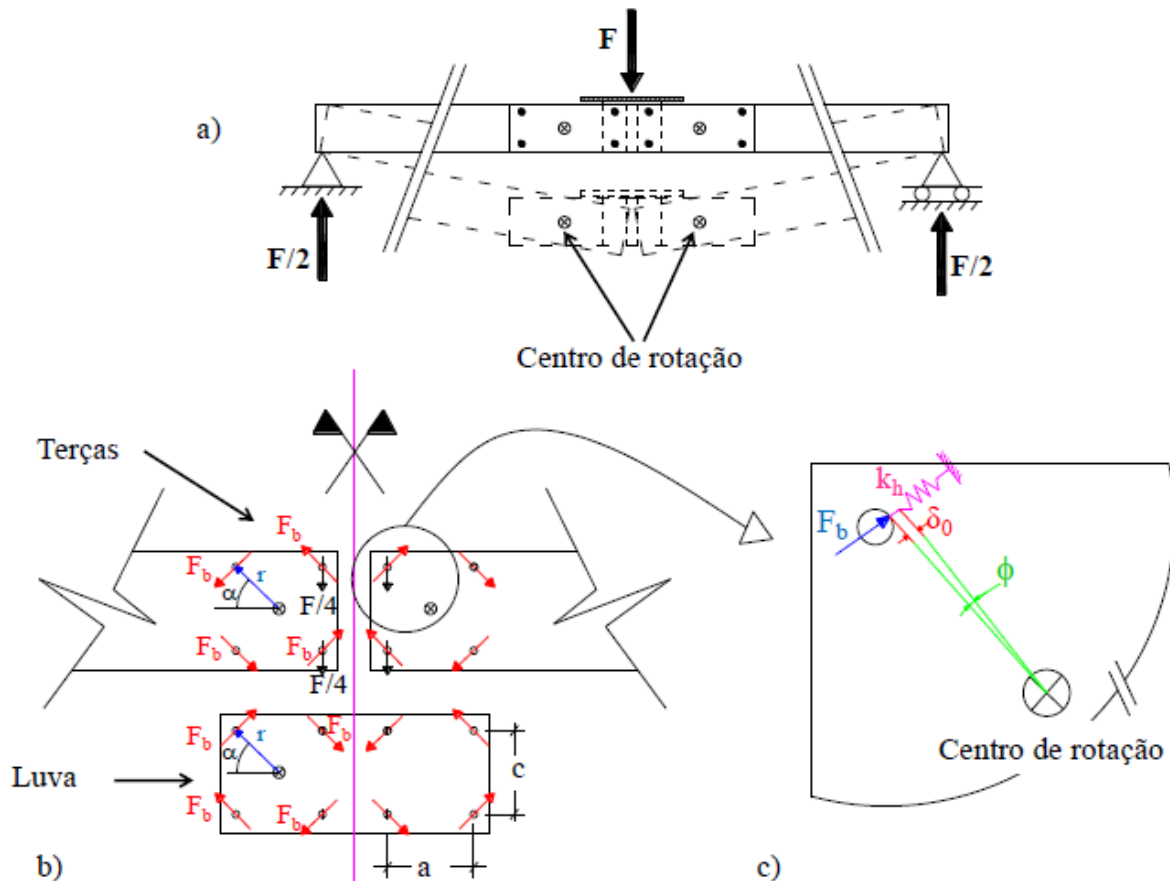 F
a)
F/2
F/2
Centro de rotação
Terças
F_b
F_b
r
α
F/4
F_b
F_b
F/4
k_h
F_b
δ_0
ϕ
Centro de rotação
F_b
F_b
r
α
Luva
c
F_b
F_b
a
b)
c)